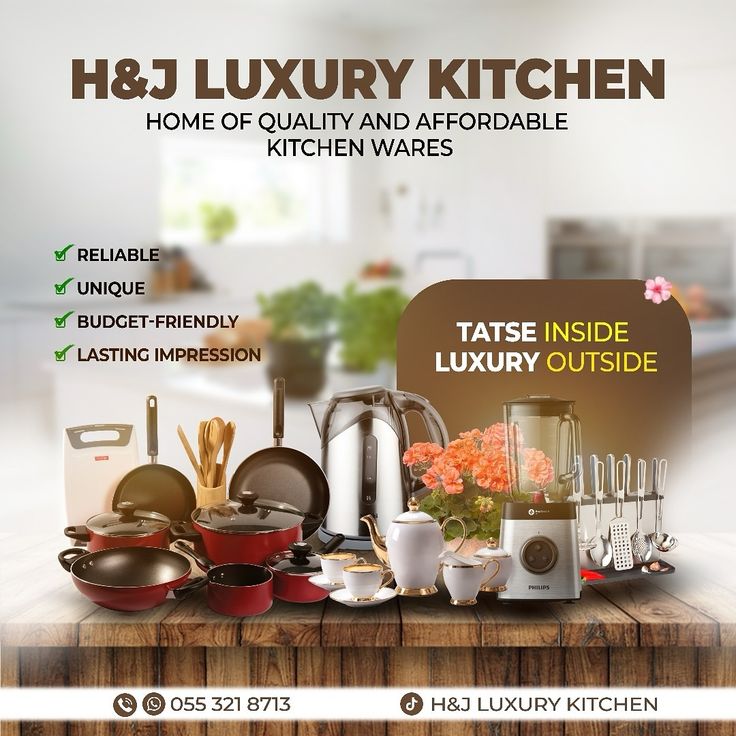 H&J LUXURY KITCHEN
HOME OF QUALITY AND AFFORDABLE
KITCHEN WARES
RELIABLE
UNIQUE
BUDGET-FRIENDLY
LASTING IMPRESSION
TATSE INSIDE
LUXURY OUTSIDE
PHILIPS
055 321 8713
H&J LUXURY KITCHEN